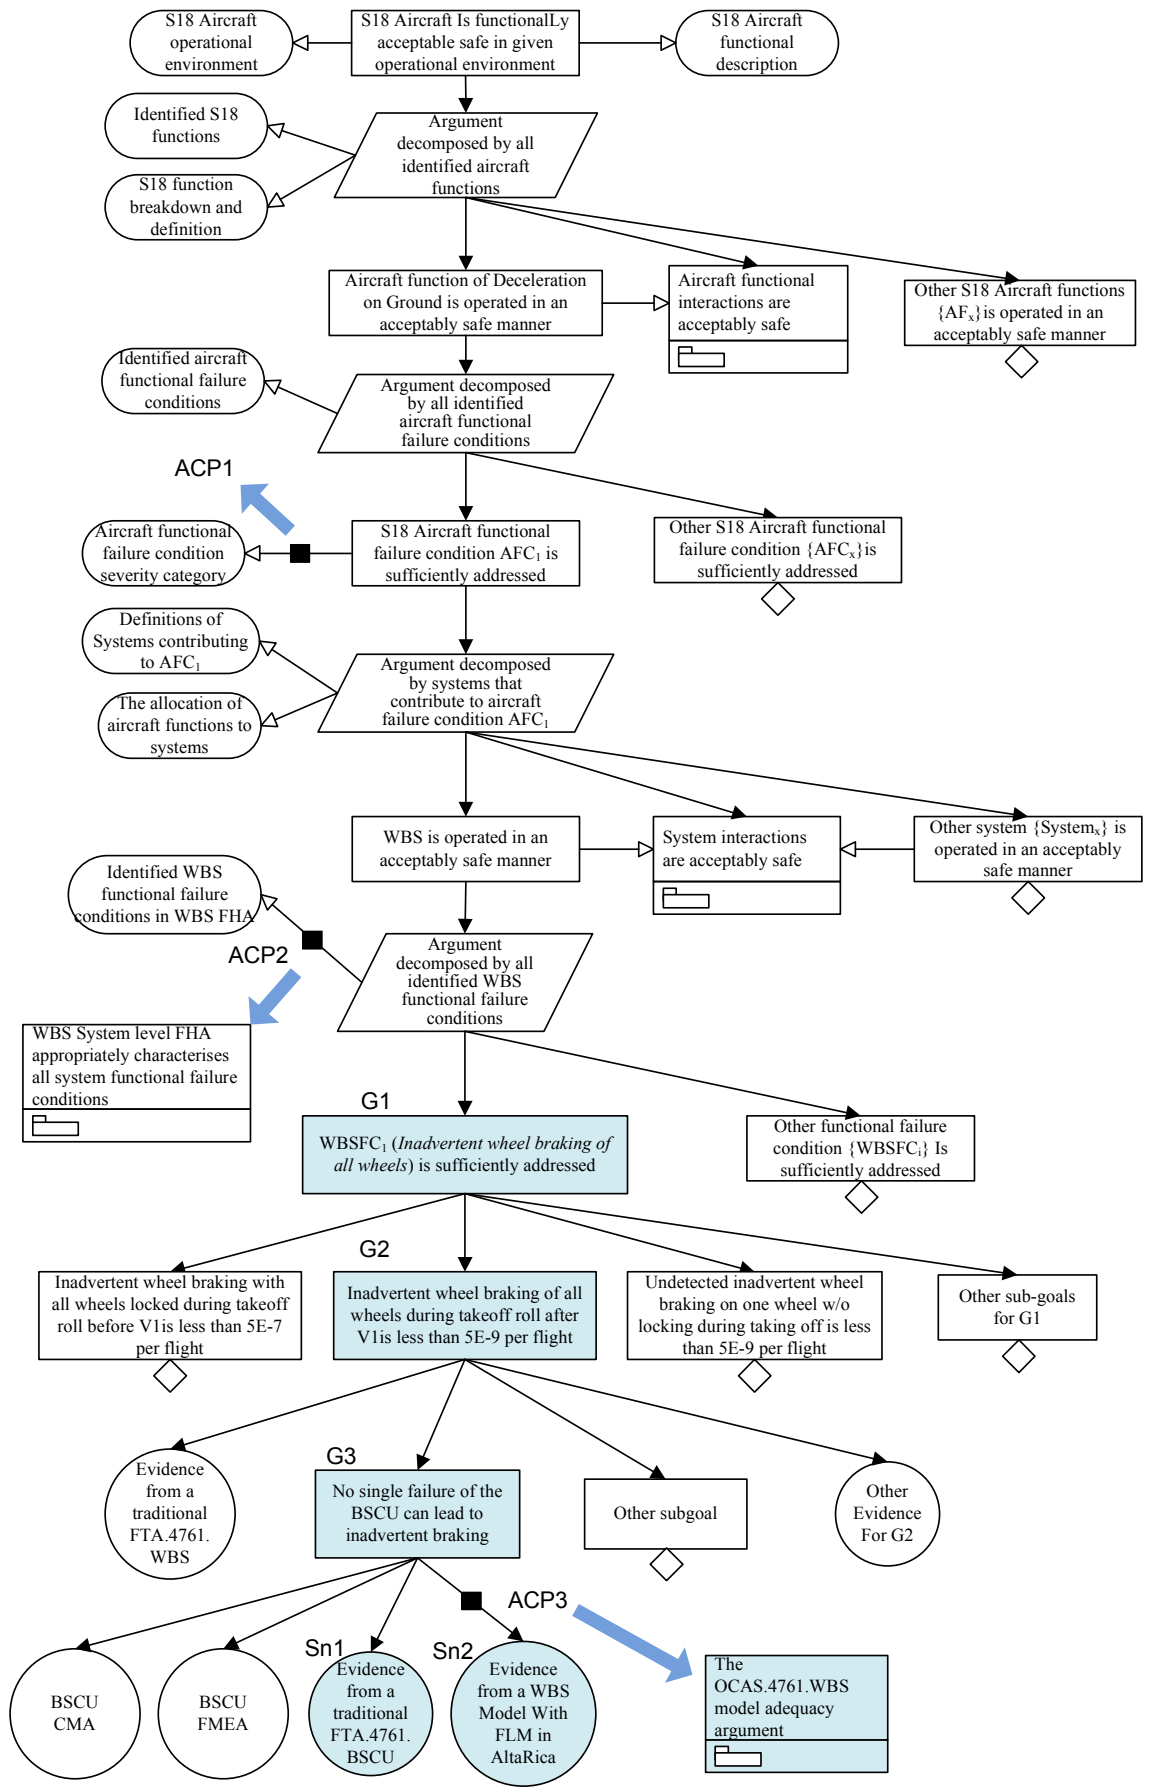 S18 Aircraft
operational
environment
S18 Aircraft Is functionalLy
acceptable safe in given
operational environment
S18 Aircraft
functional
description
Identified S18
functions
Argument
decomposed by all
identified aircraft
functions
S18 function
breakdown and
definition
Aircraft function of Deceleration
on Ground is operated in an
acceptably safe manner
Aircraft functional
interactions are
acceptably safe
Other S18 Aircraft functions
{AFx}is operated in an
acceptably safe manner
Identified aircraft
functional failure
conditions
Argument decomposed
by all identified
aircraft functional
failure conditions
ACP1
Aircraft functional
failure condition
severity category
S18 Aircraft functional
failure condition AFC1 is
sufficiently addressed
Other S18 Aircraft functional
failure condition {AFCx}is
sufficiently addressed
Definitions of
Systems contributing
to AFC1
Argument decomposed
by systems that
contribute to aircraft
failure condition AFC1
The allocation of
aircraft functions to
systems
WBS is operated in an
acceptably safe manner
System interactions
are acceptably safe
Other system {Systemx} is
operated in an acceptably
safe manner
Identified WBS
functional failure
conditions in WBS FHA
ACP2
Argument
decomposed by all
identified WBS
functional failure
conditions
WBS System level FHA
appropriately characterises
all system functional failure
conditions
G1
WBSFC1 (Inadvertent wheel braking of
all wheels) is sufficiently addressed
Other functional failure
condition {WBSFCi} Is
sufficiently addressed
G2
Inadvertent wheel braking with
all wheels locked during takeoff
roll before V1is less than 5E-7
per flight
Inadvertent wheel braking of all
wheels during takeoff roll after
V1is less than 5E-9 per flight
Undetected inadvertent wheel
braking on one wheel w/o
locking during taking off is less
than 5E-9 per flight
Other sub-goals
for G1
Evidence
from a
traditional
FTA.4761.
WBS
G3
No single failure of the
BSCU can lead to
inadvertent braking
Other subgoal
Other
Evidence
For G2
ACP3
BSCU
CMA
BSCU
FMEA
Sn1
Evidence
from a
traditional
FTA.4761.
BSCU
Sn2
Evidence
from a WBS
Model With
FLM in
AltaRica
The
OCAS.4761.WBS
model adequacy
argument